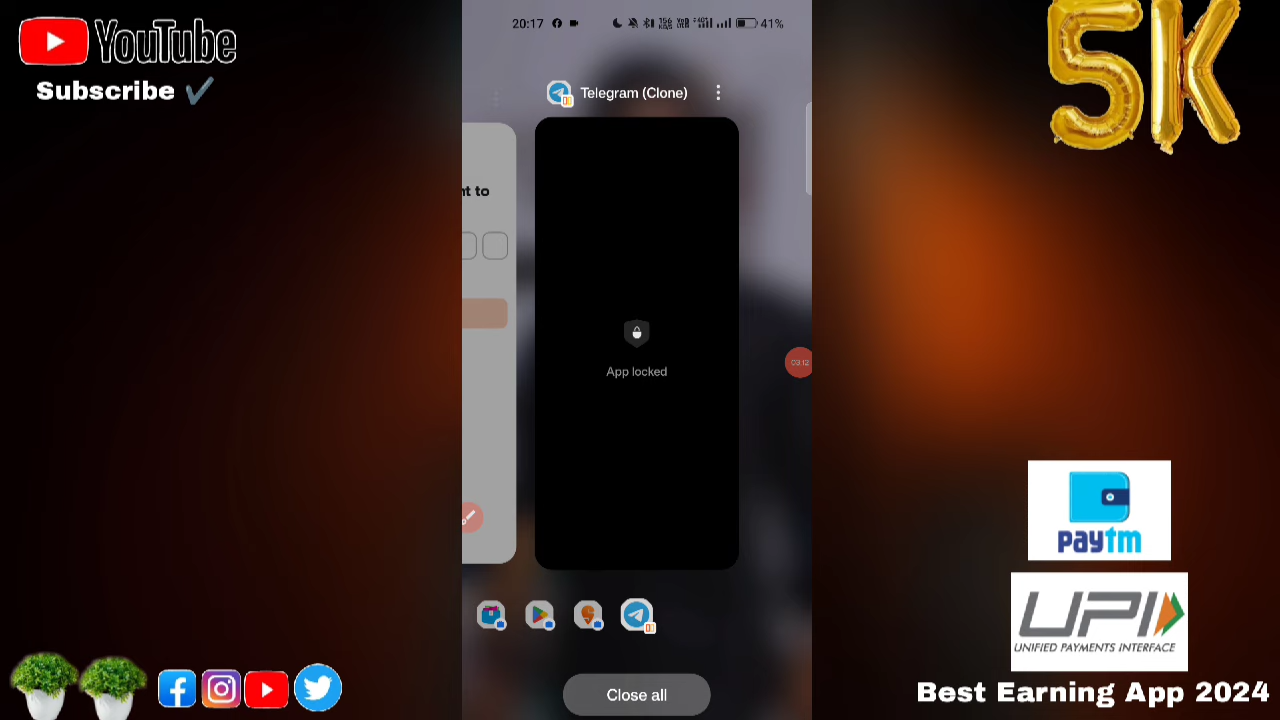 YouTube
Subscribe ✔
5K
20:17
41%
Telegram (Clone)
nt to
App locked
Close all
paytm
UPI
UNIFIED PAYMENTS INTERFACE
Best Earning App 2024